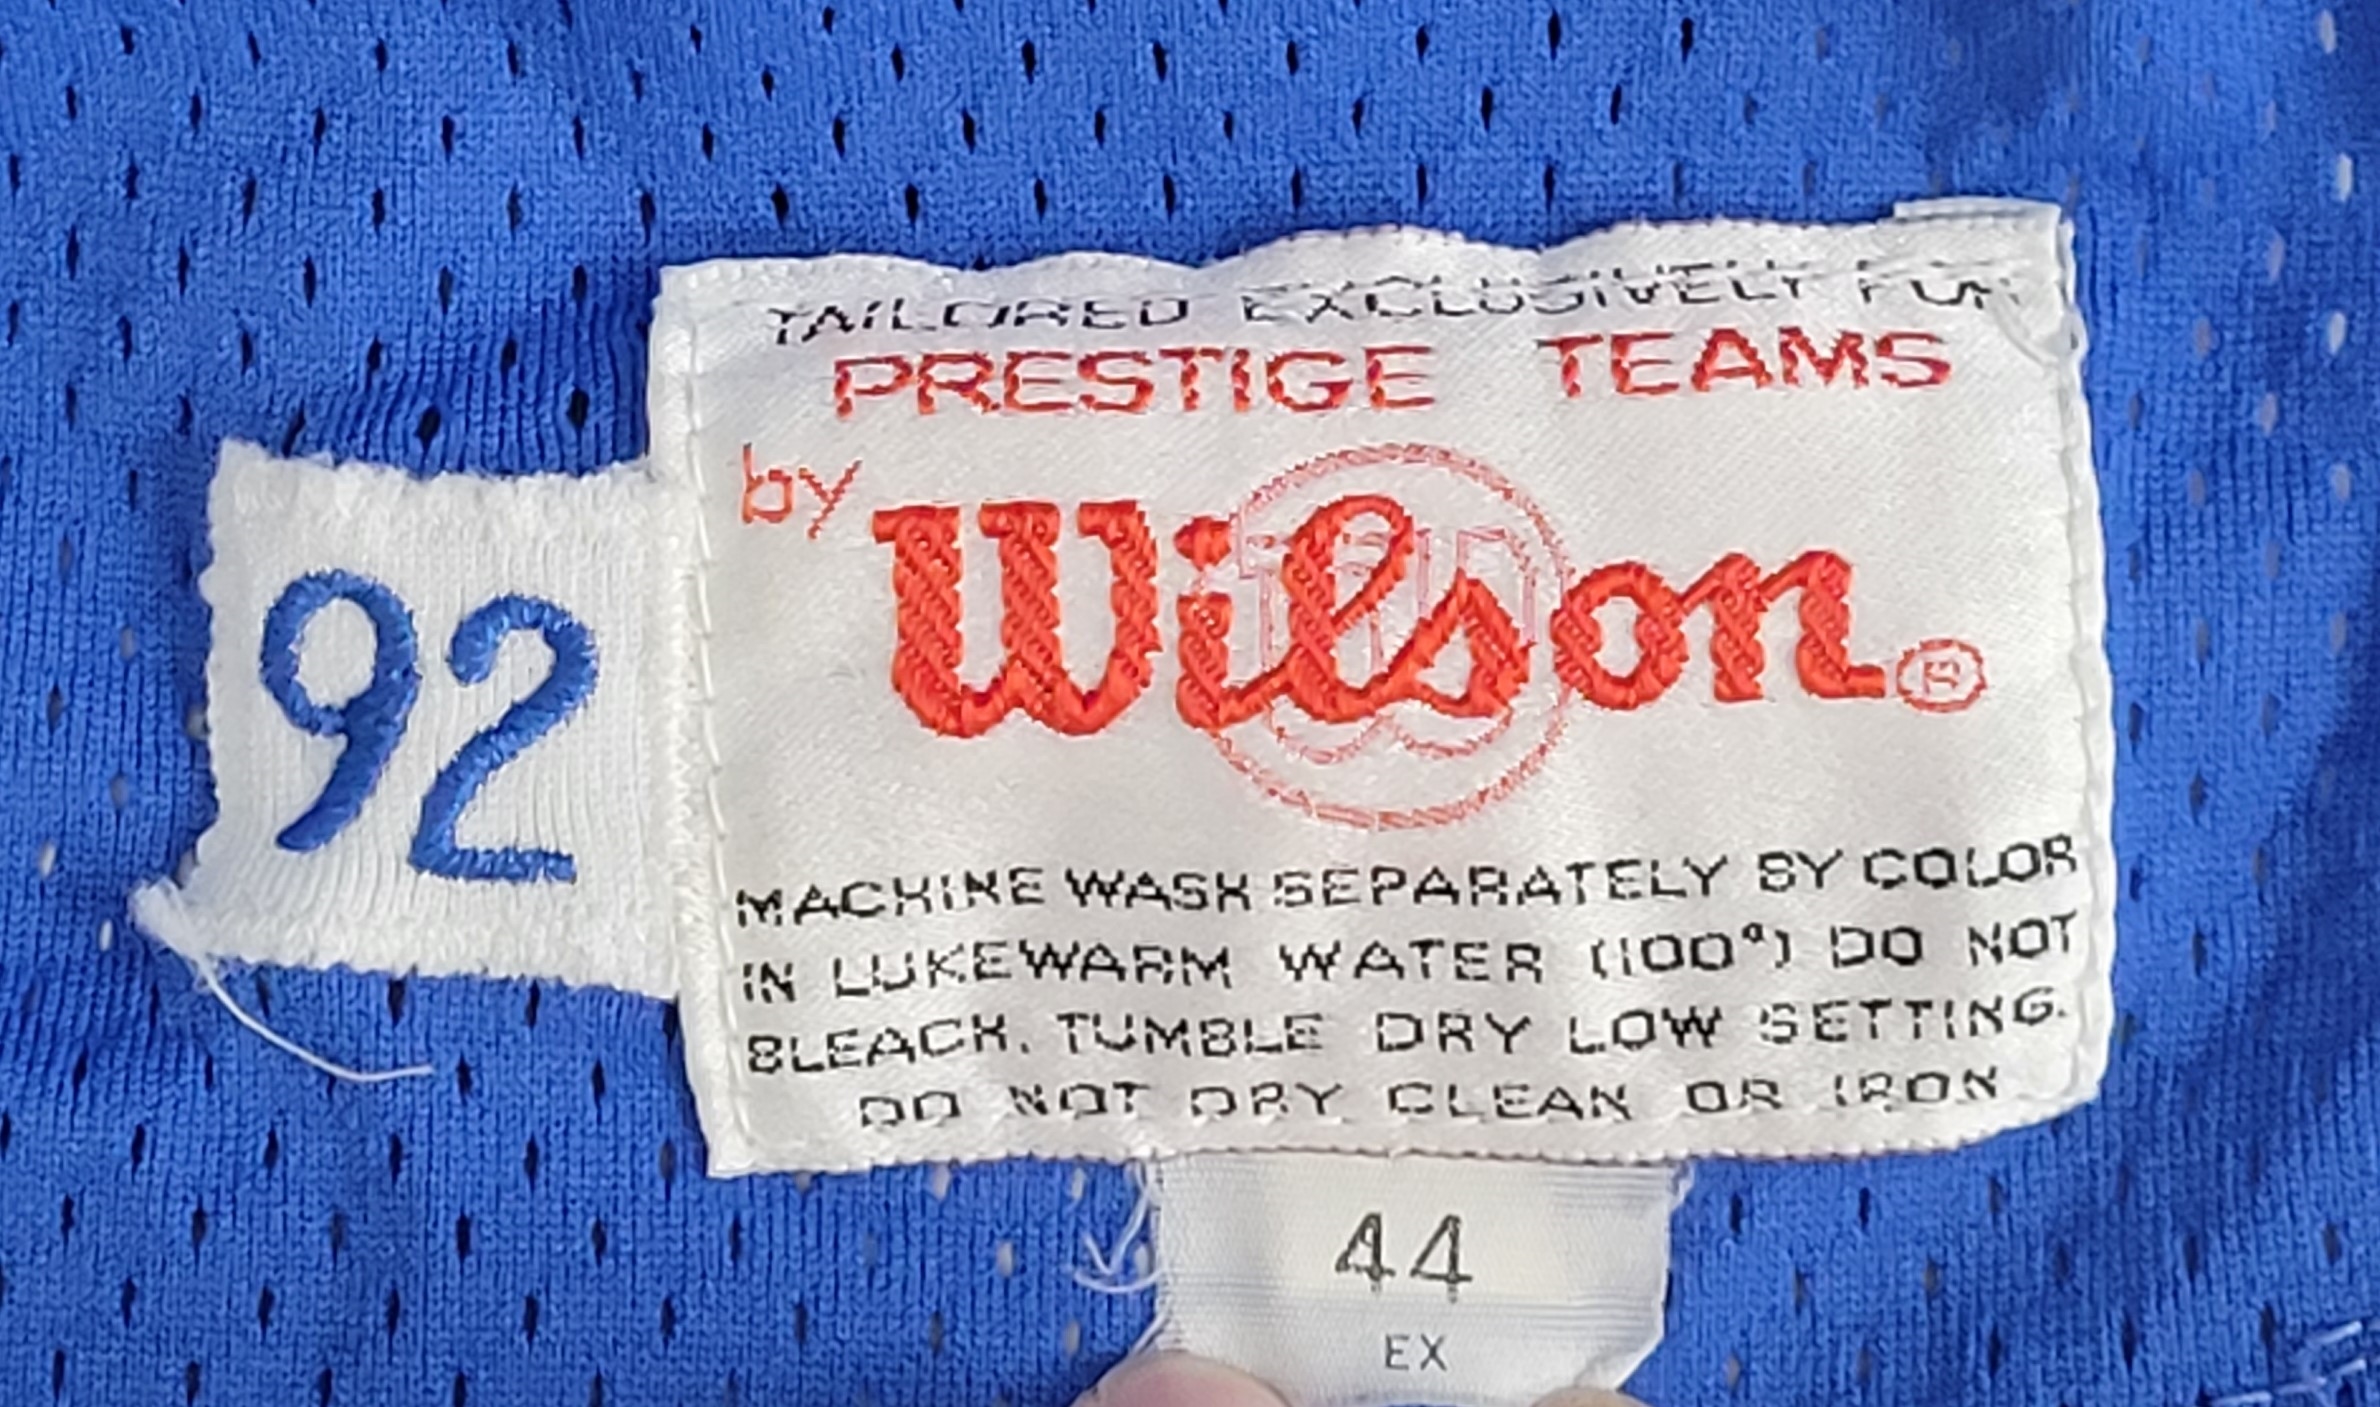 TAILORED EXCLUSIVELY FOR
PRESTIGE TEAMS
by Wilson ®
92
MACHINE WASH SEPARATELY BY COLOR
IN LUKEWARM WATER (100°) DO NOT
BLEACH. TUMBLE DRY LOW SETTING.
DO NOT DRY CLEAN OR IRON
44
EX